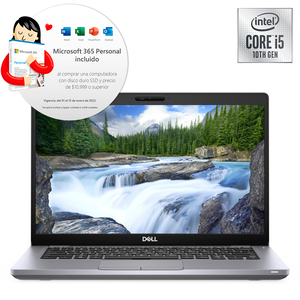 Microsoft 365 Personal
incluido
al comprar una computadora
con disco duro SSD y precio
de $10,999 o superior
intel
CORE i5
10TH GEN
DELL